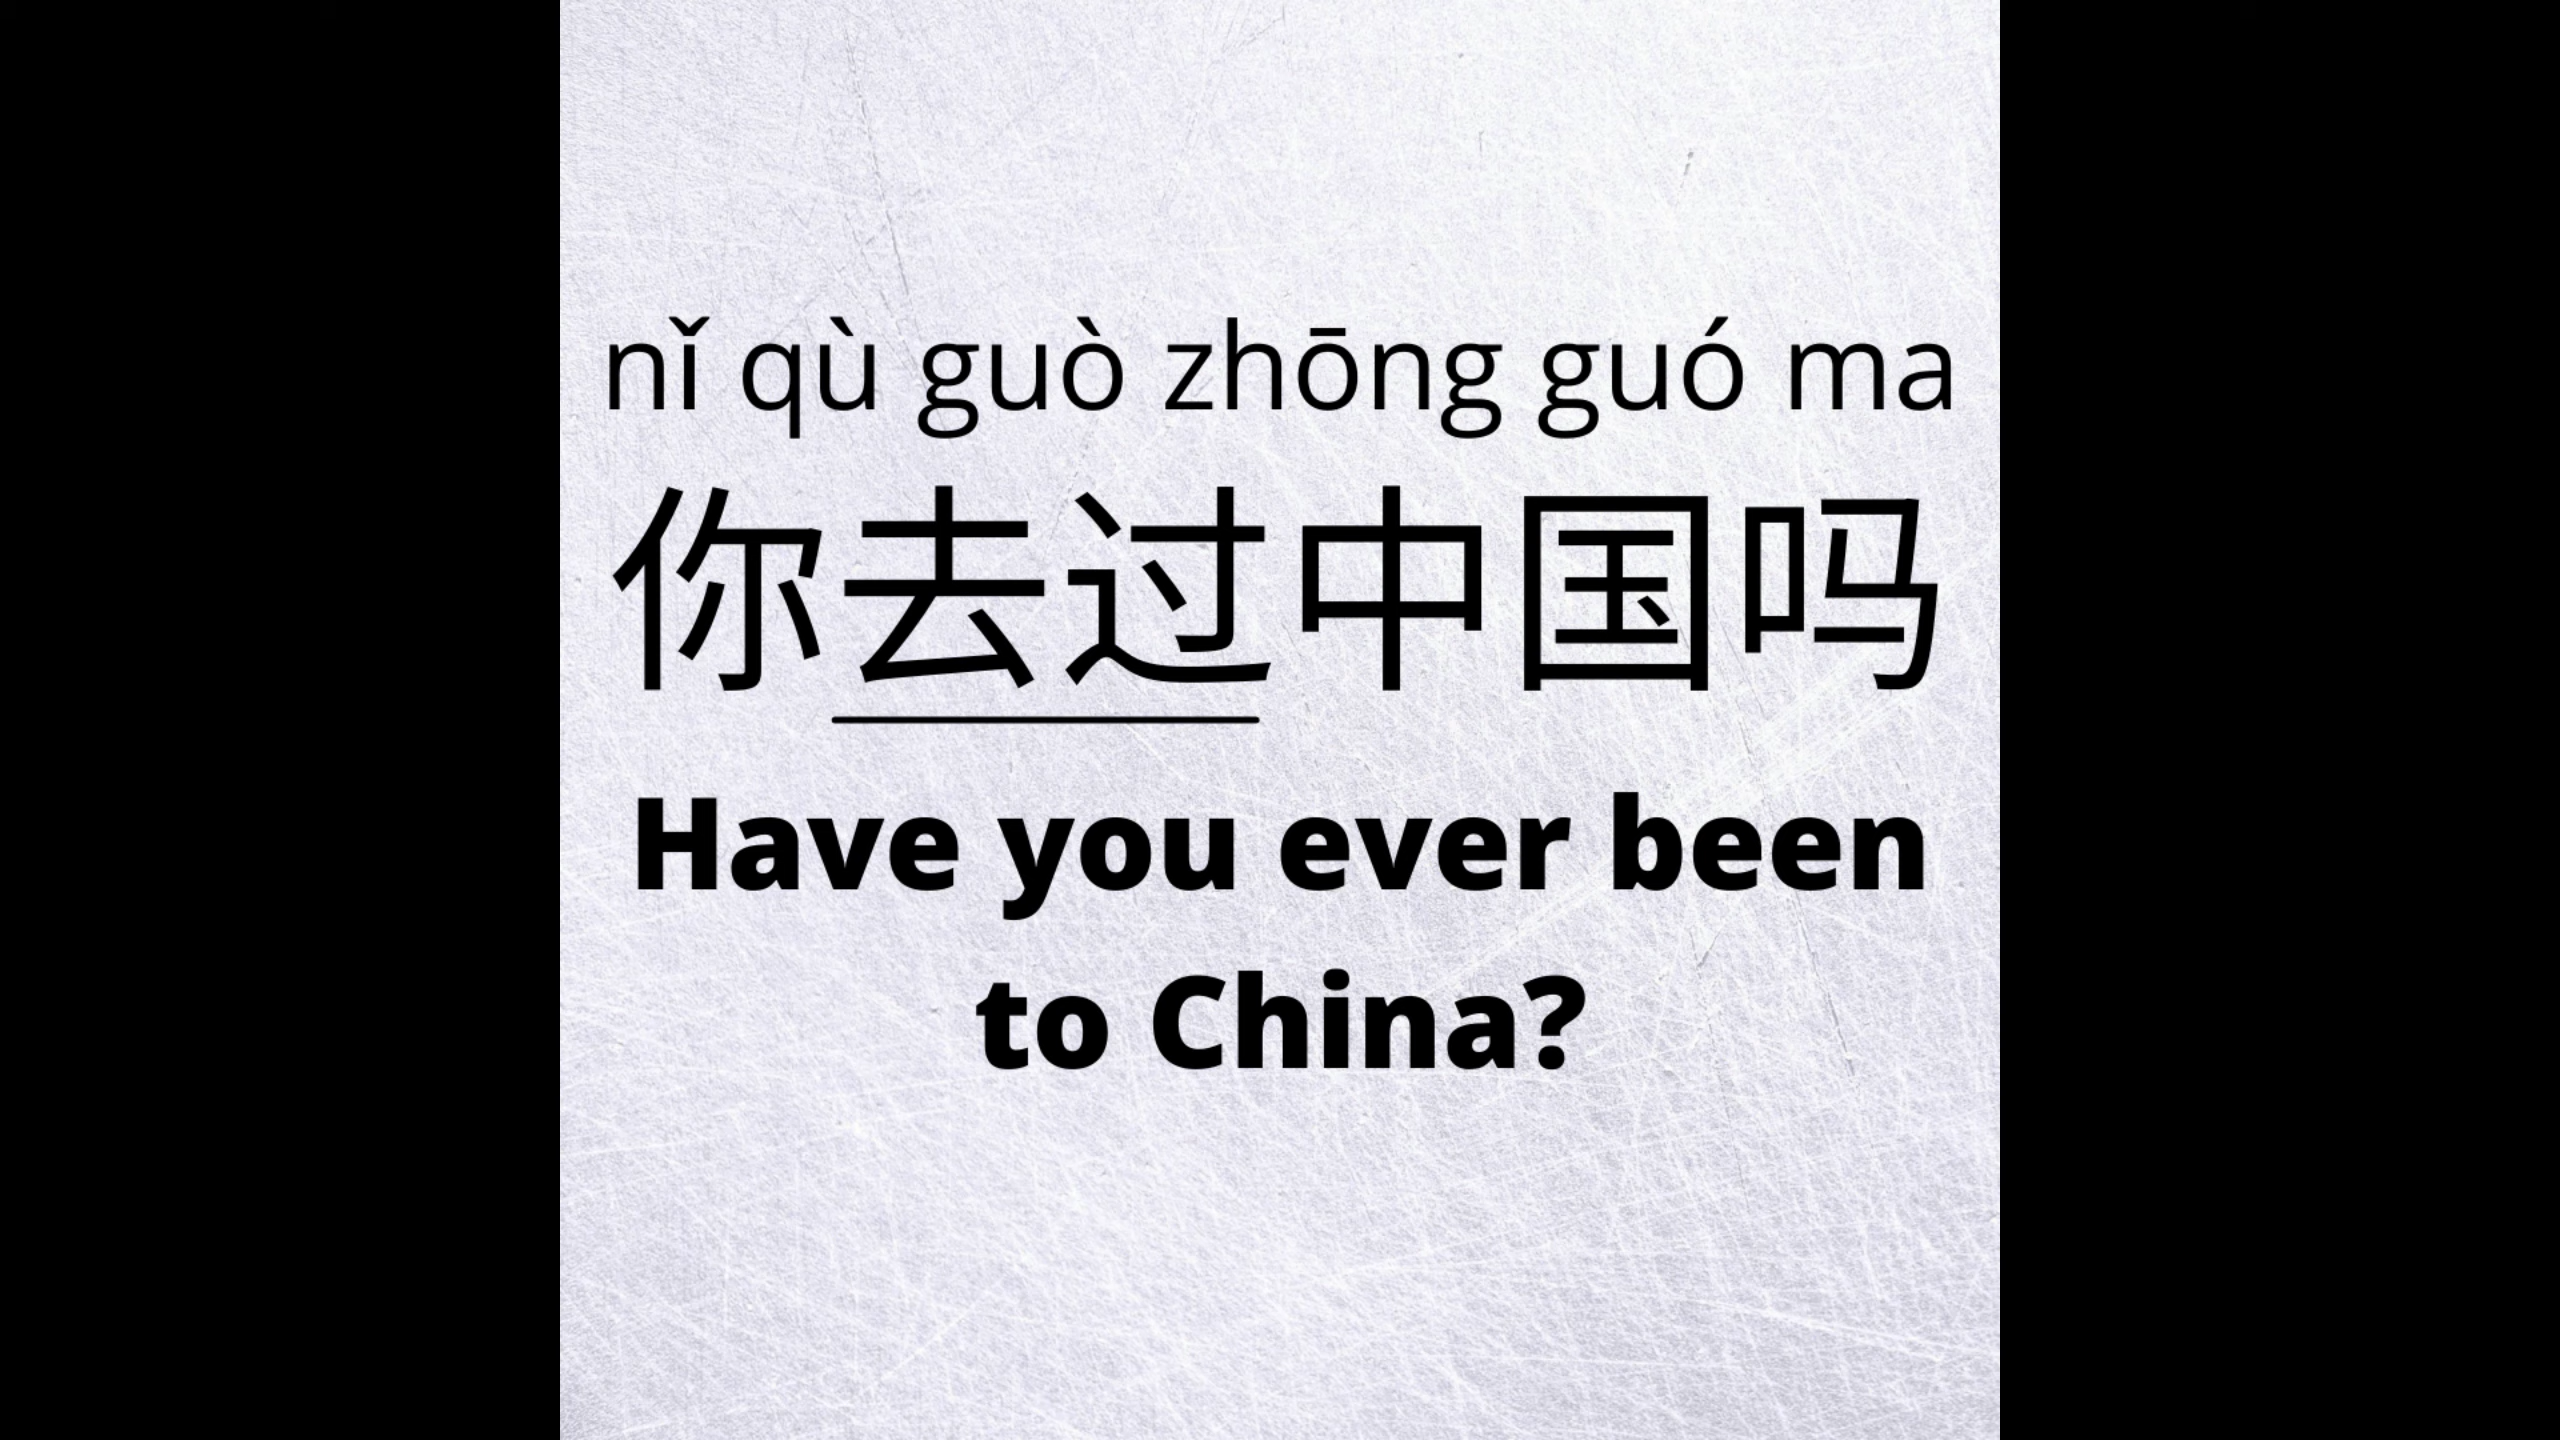 nǐ qù guò zhōng guó ma
你去过中国吗
Have you ever been
to China?